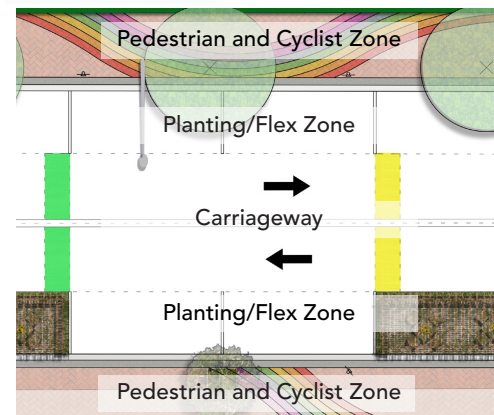 Pedestrian and Cyclist Zone
Planting/Flex Zone
Carriageway
Planting/Flex Zone
Pedestrian and Cyclist Zone